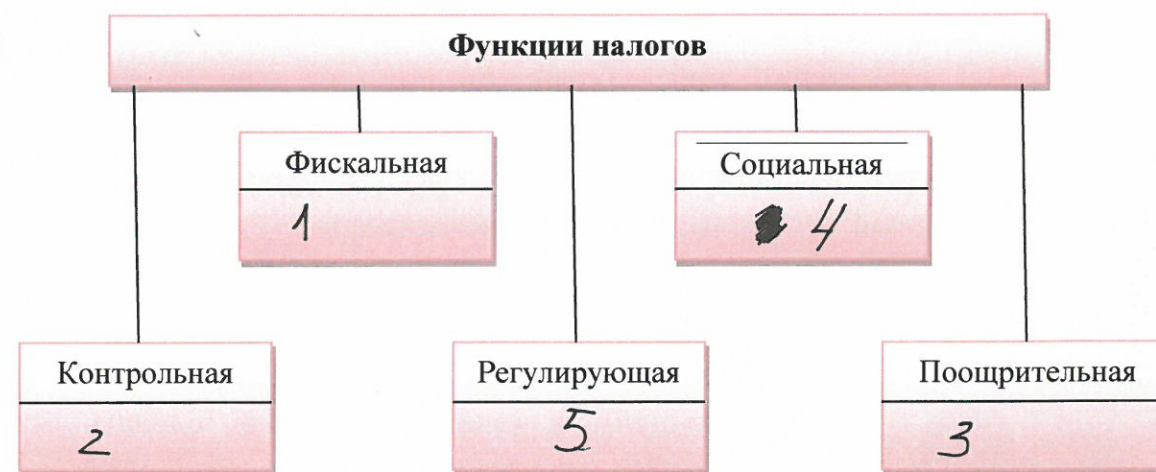 Функции налогов
Фискальная
1
Социальная
4
Контрольная
2
Регулирующая
5
Поощрительная
3